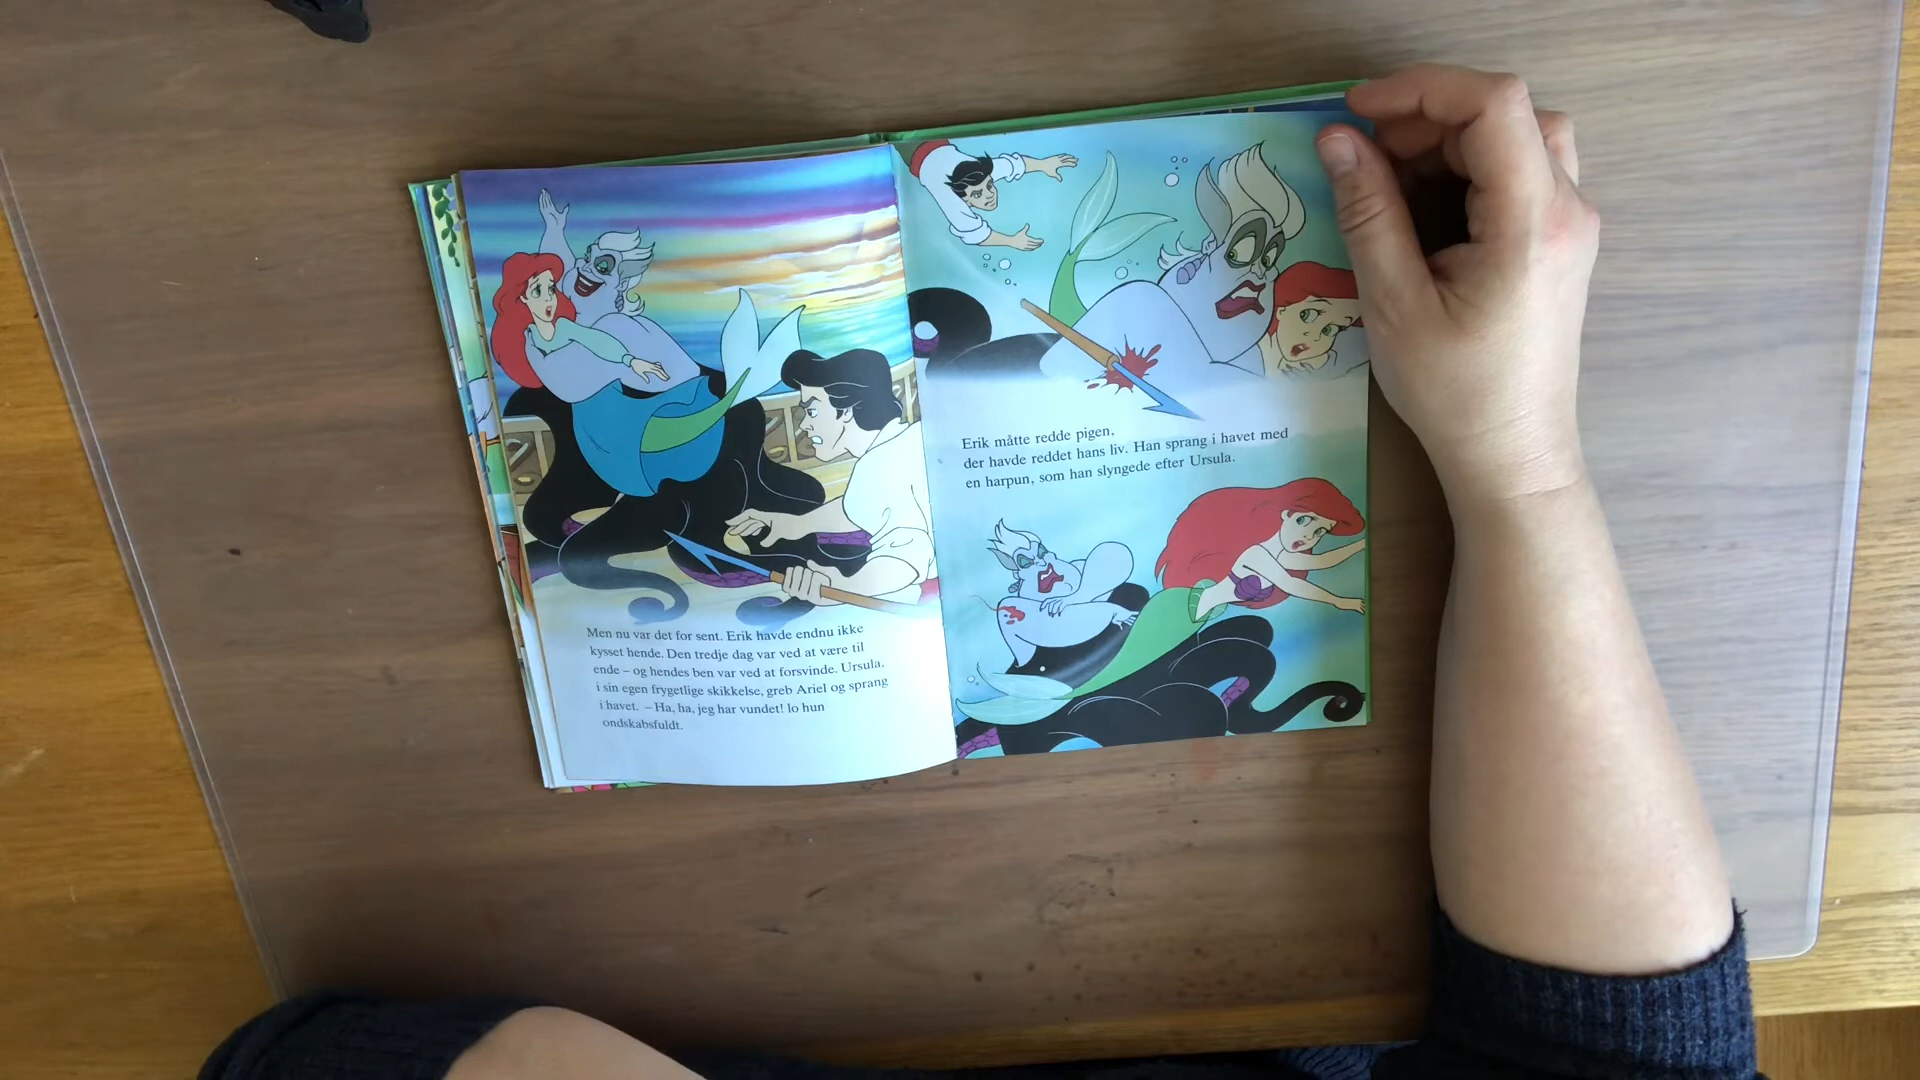 Men nu var det for sent. Erik havde endnu ikke
kysset hende. Den tredje dag var ved at være til
ende – og hendes ben var ved at forsvinde. Ursula,
i sin egen frygetlige skikkelse, greb Ariel og sprang
i havet. – Ha, ha, jeg har vundet! lo hun
ondskabsfuldt.
Erik måtte redde pigen,
der havde reddet hans liv. Han sprang i havet med
en harpun, som han slyngede efter Ursula.